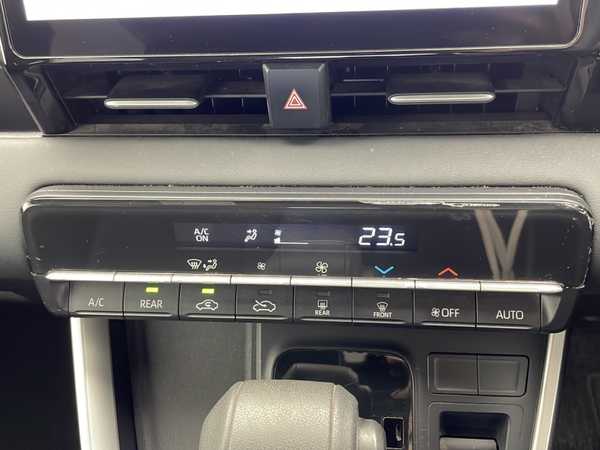 A/C
ON
23.5
A/C
REAR
REAR
FRONT
OFF
AUTO